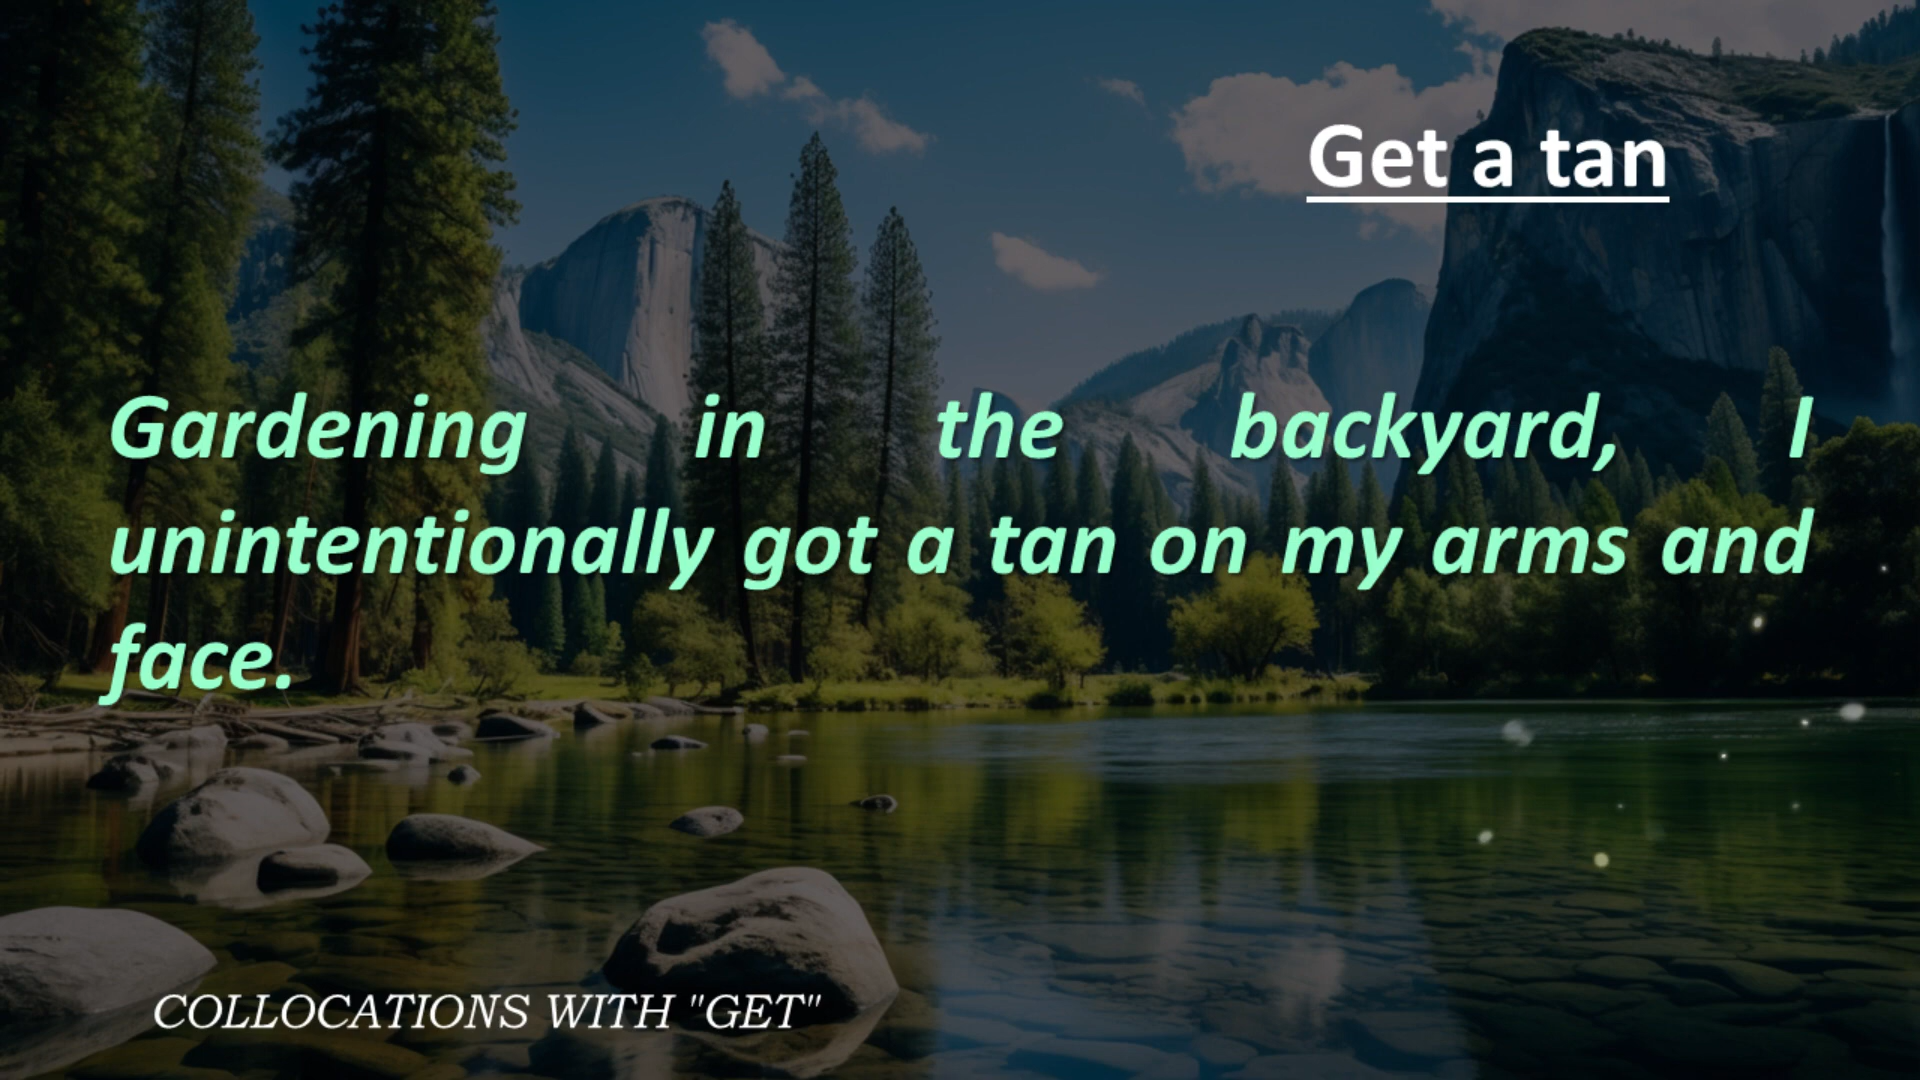 Get a tan
Gardening in the backyard, I
unintentionally got a tan on my arms and
face.
COLLOCATIONS WITH "GET"